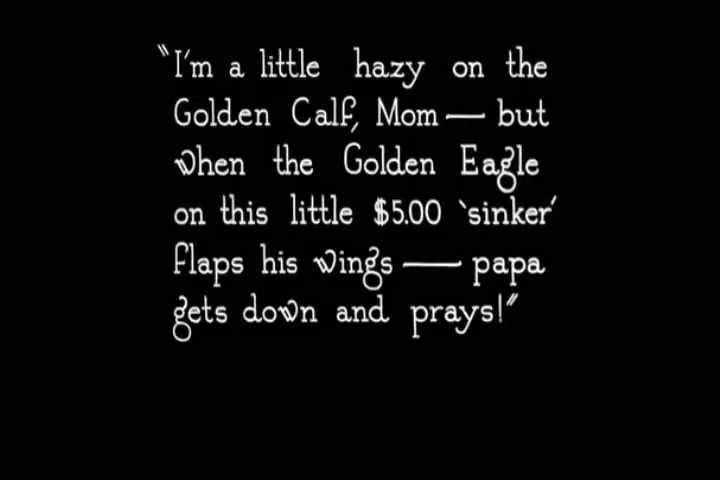 "I'm a little hazy on the
Golden Calf, Mom — but
when the Golden Eagle
on this little $5.00 'sinker'
flaps his wings — papa
gets down and prays!"